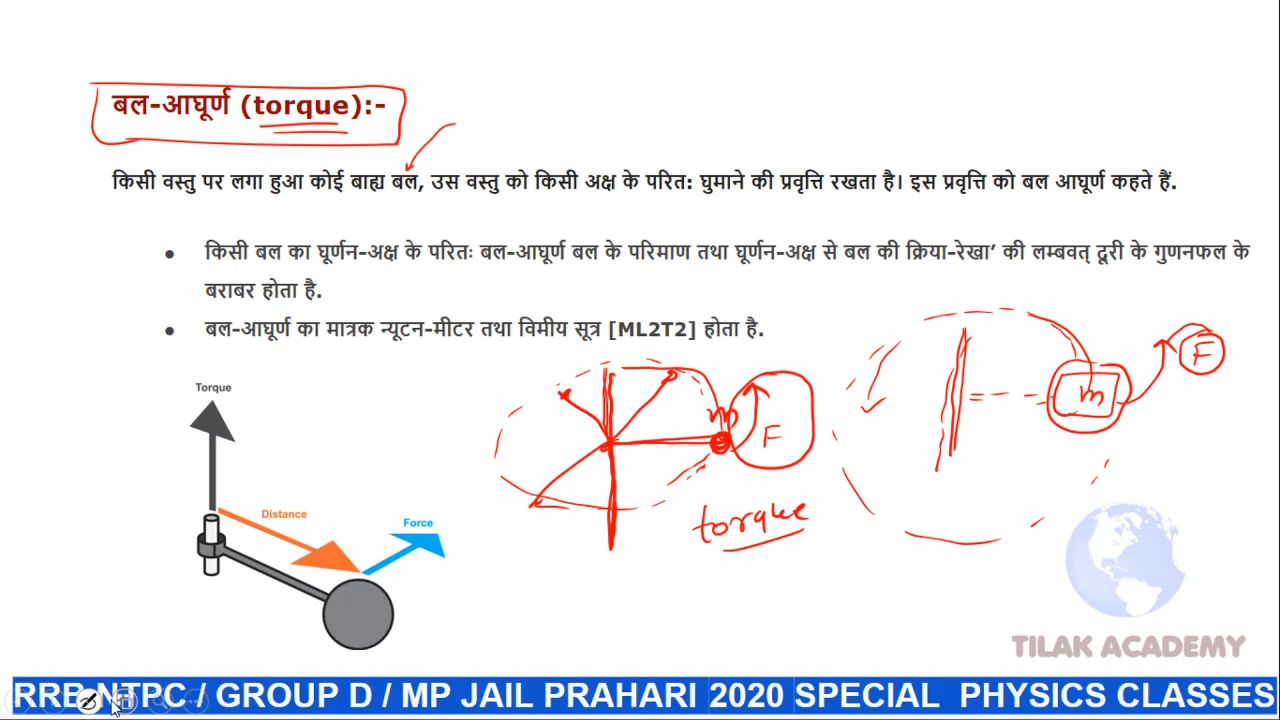 बल-आघूर्ण (torque):-
किसी वस्तु पर लगा हुआ कोई बाह्य बल, उस वस्तु को किसी अक्ष के परित: घुमाने की प्रवृत्ति रखता है। इस प्रवृत्ति को बल आघूर्ण कहते हैं.
• किसी बल का घूर्णन-अक्ष के परितः बल-आघूर्ण बल के परिमाण तथा घूर्णन-अक्ष से बल की क्रिया-रेखा’ की लम्बवत् दूरी के गुणनफल के
बराबर होता है.
• बल-आघूर्ण का मात्रक न्यूटन-मीटर तथा विमीय सूत्र [ML2T2] होता है.
Torque
Distance
Force
m
F
torque
m
F
TILAK ACADEMY
RRB NTPC / GROUP D / MP JAIL PRAHARI 2020 SPECIAL PHYSICS CLASSES